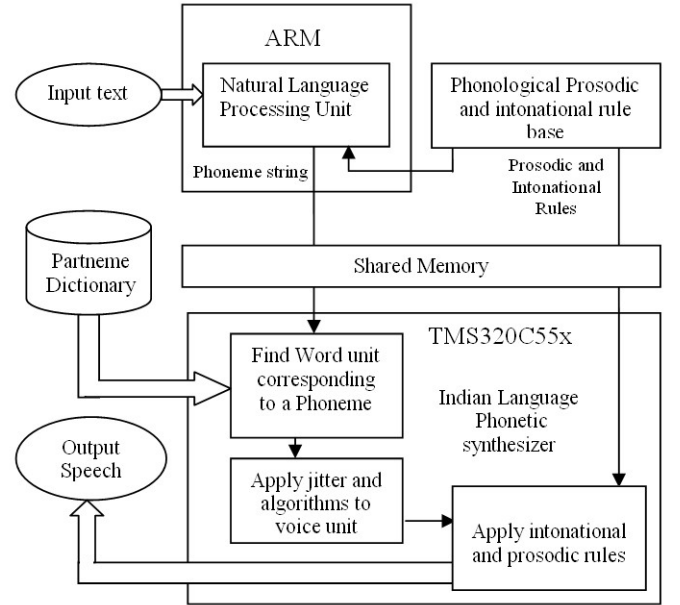 ARM
Input text
Natural Language
Processing Unit
Phonological Prosodic
and intonational rule
base
Phoneme string
Prosodic and
Intonational
Rules
Partneme
Dictionary
Shared Memory
TMS320C55x
Find Word unit
corresponding
to a Phoneme
Indian Language
Phonetic
synthesizer
Output
Speech
Apply jitter and
algorithms to
voice unit
Apply intonational
and prosodic rules